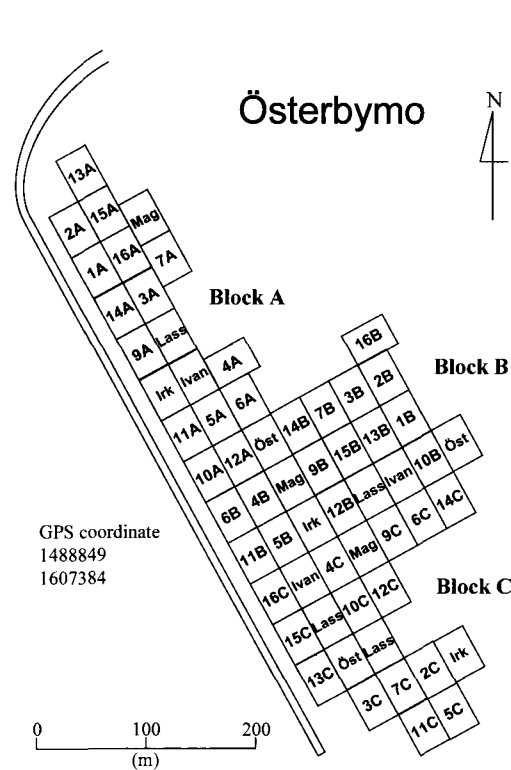 Österbymo
N
13A
2A 15A Mag
1A 16A 7A
14A 3A
Block A
9A Lass
Irk Ivan 4A
16B
Block B
11A 5A 6A
10A 12A Öst 14B 7B 3B 2B
6B 4B Mag 9B 15B 13B 1B
11B 5B Irk 12B Lass Ivan 10B Öst
16C Ivan 4C Mag 9C 6C 14C
15C Lass 10C 12C
Block C
13C Öst Lass
3C 7C 2C Irk
11C 5C
GPS coordinate
1488849
1607384
0 100 200
(m)